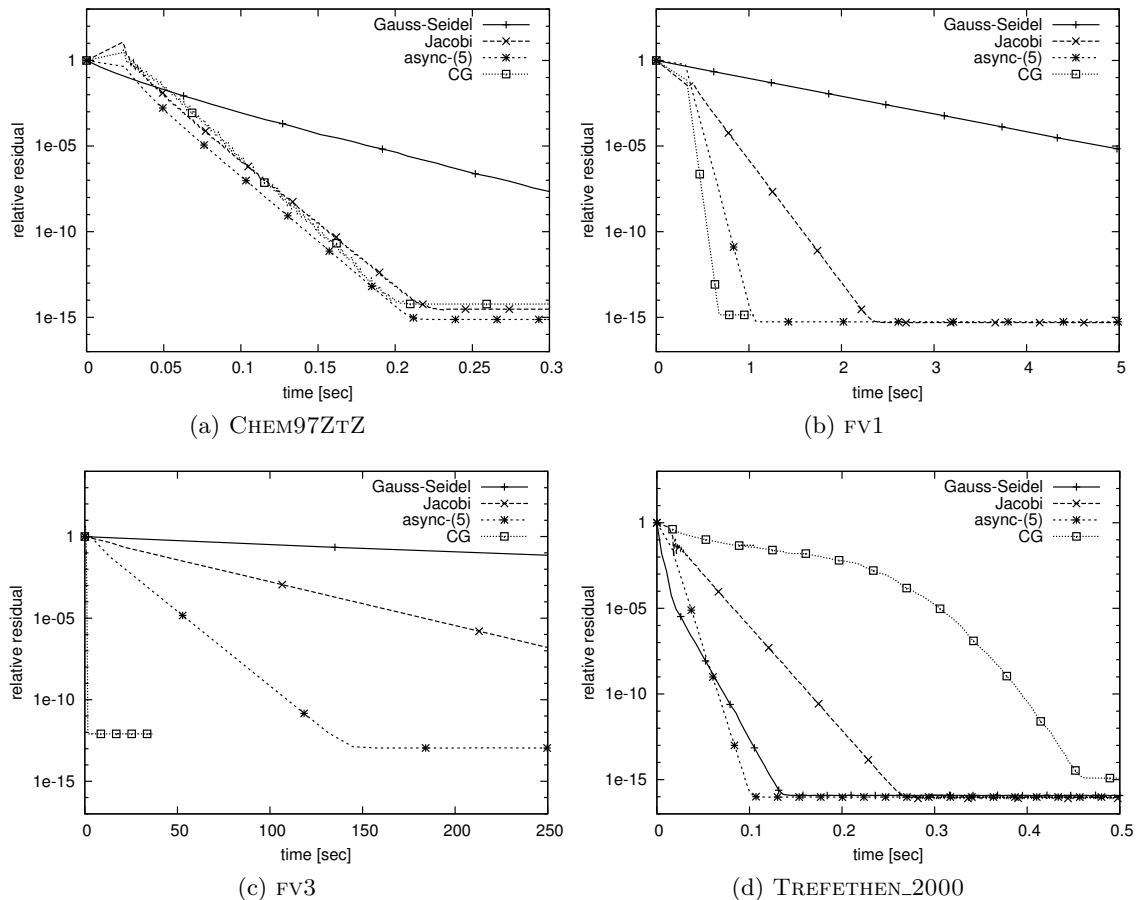 Gauss-Seidel
Jacobi
async-(5)
CG
1
1e-05
1e-10
1e-15
relative residual
0 0.05 0.1 0.15 0.2 0.25 0.3
time [sec]
(a) CHEM97ZTZ
Gauss-Seidel
Jacobi
async-(5)
CG
1
1e-05
1e-10
1e-15
relative residual
0 1 2 3 4 5
time [sec]
(b) FV1
Gauss-Seidel
Jacobi
async-(5)
CG
1
1e-05
1e-10
1e-15
relative residual
0 50 100 150 200 250
time [sec]
(c) FV3
Gauss-Seidel
Jacobi
async-(5)
CG
1
1e-05
1e-10
1e-15
relative residual
0 0.1 0.2 0.3 0.4 0.5
time [sec]
(d) TREFETHEN_2000